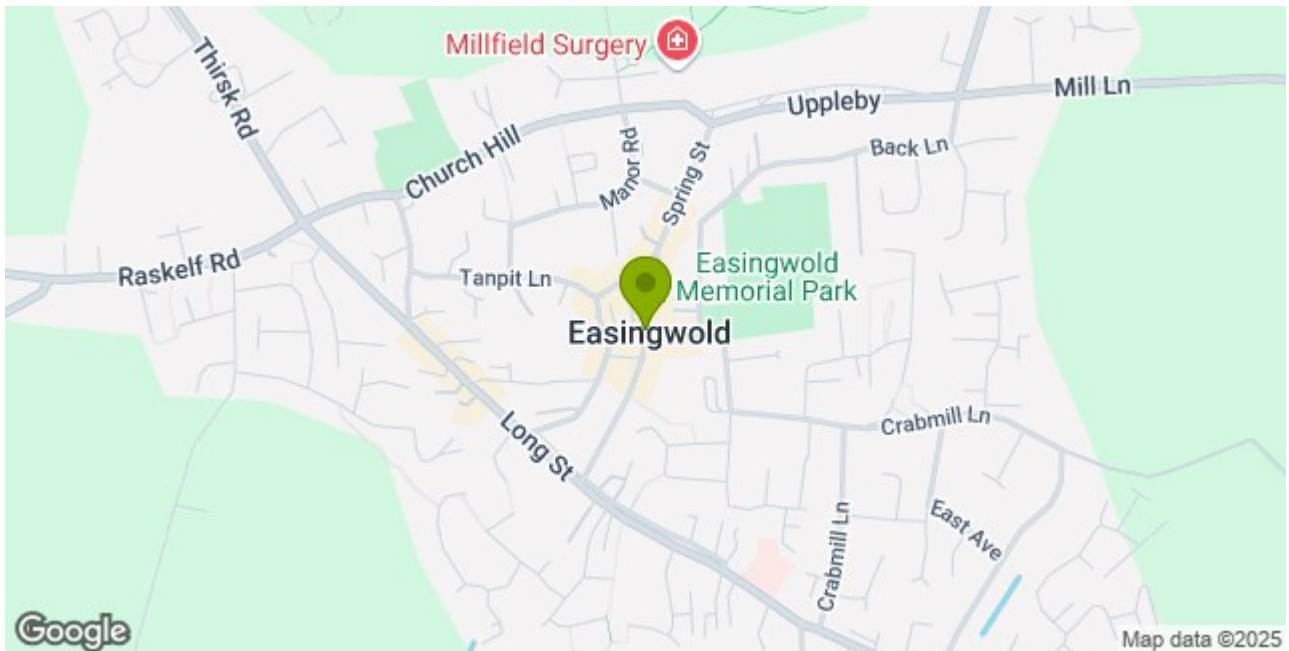 Millfield Surgery
Thirsk Rd
Uppleby
Mill Ln
Church Hill
Manor Rd
Spring St
Back Ln
Raskelf Rd
Tanpit Ln
Easingwold
Memorial Park
Easingwold
Long St
Crabmill Ln
Crabmill Ln
East Ave
Google
Map data ©2025